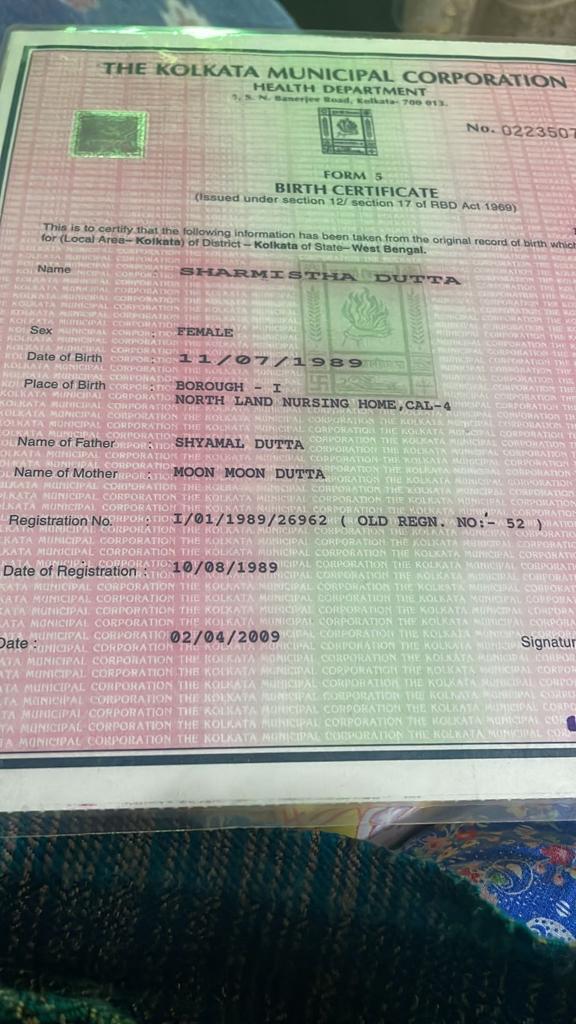 THE KOLKATA MUNICIPAL CORPORATION
HEALTH DEPARTMENT
5, S. N. Banerjee Road, Kolkata- 700 013.
No. 0223507
FORM 5
BIRTH CERTIFICATE
(Issued under section 12/ section 17 of RBD Act 1969)
This is to certify that the following information has been taken from the original record of birth which
for (Local Area– Kolkata) of District – Kolkata of State– West Bengal.
Name : SHARMISTHA DUTTA
Sex : FEMALE
Date of Birth : 11/07/1989
Place of Birth : BOROUGH - I
NORTH LAND NURSING HOME,CAL-4
Name of Father : SHYAMAL DUTTA
Name of Mother : MOON MOON DUTTA
Registration No. : I/01/1989/26962 ( OLD REGN. NO:- 52 )
Date of Registration : 10/08/1989
Date : 02/04/2009
Signatur